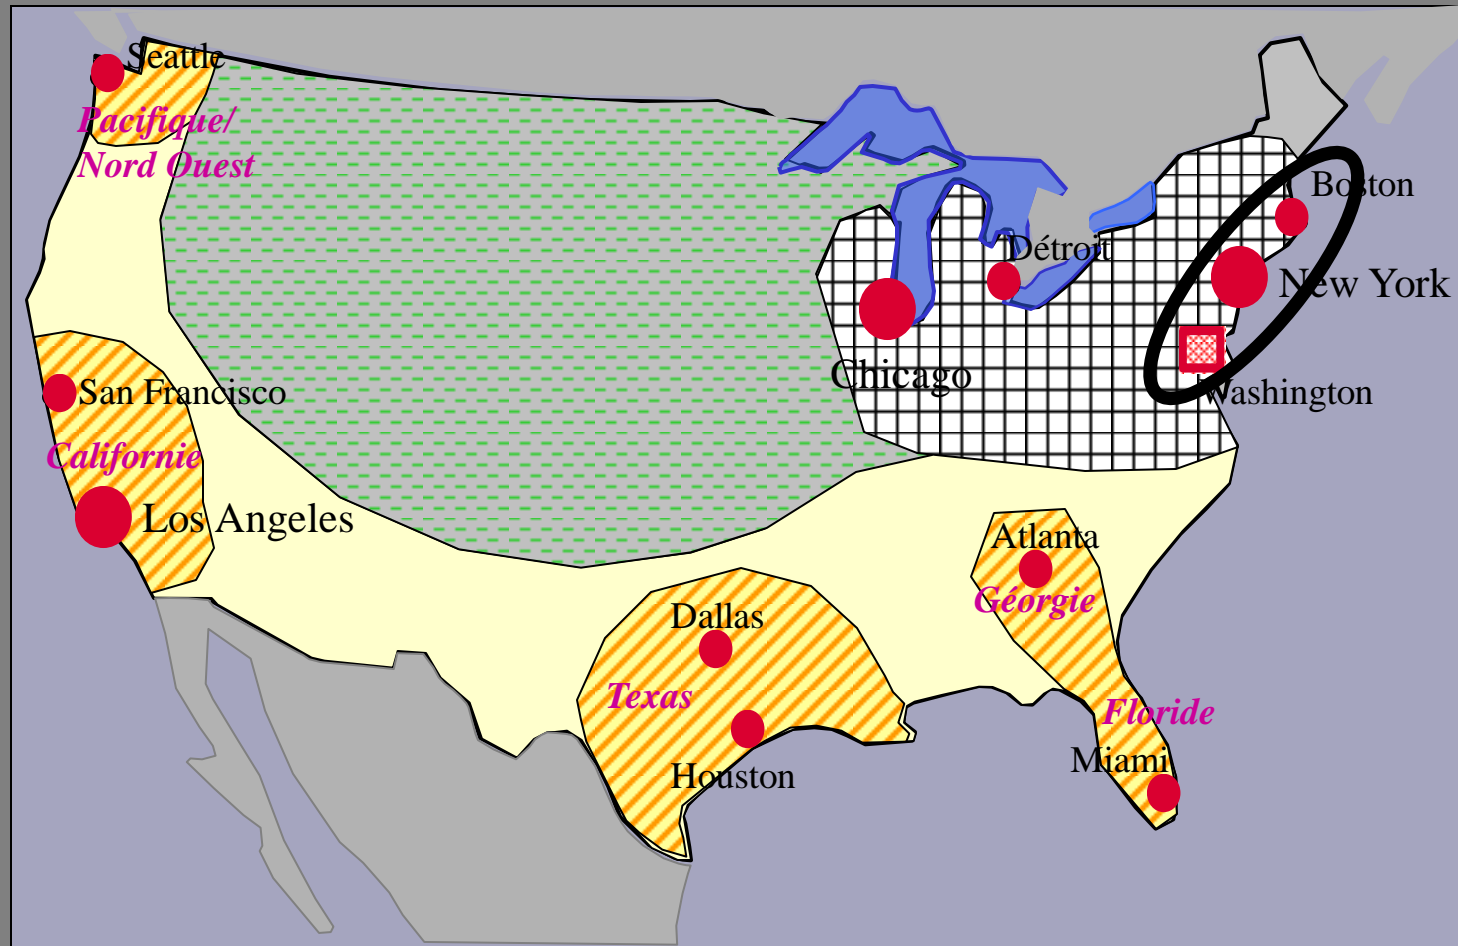 Seattle
Pacifique/
Nord Ouest
Boston
Détroit
New York
Chicago
Washington
San Francisco
Californie
Los Angeles
Atlanta
Géorgie
Dallas
Texas
Floride
Miami
Houston